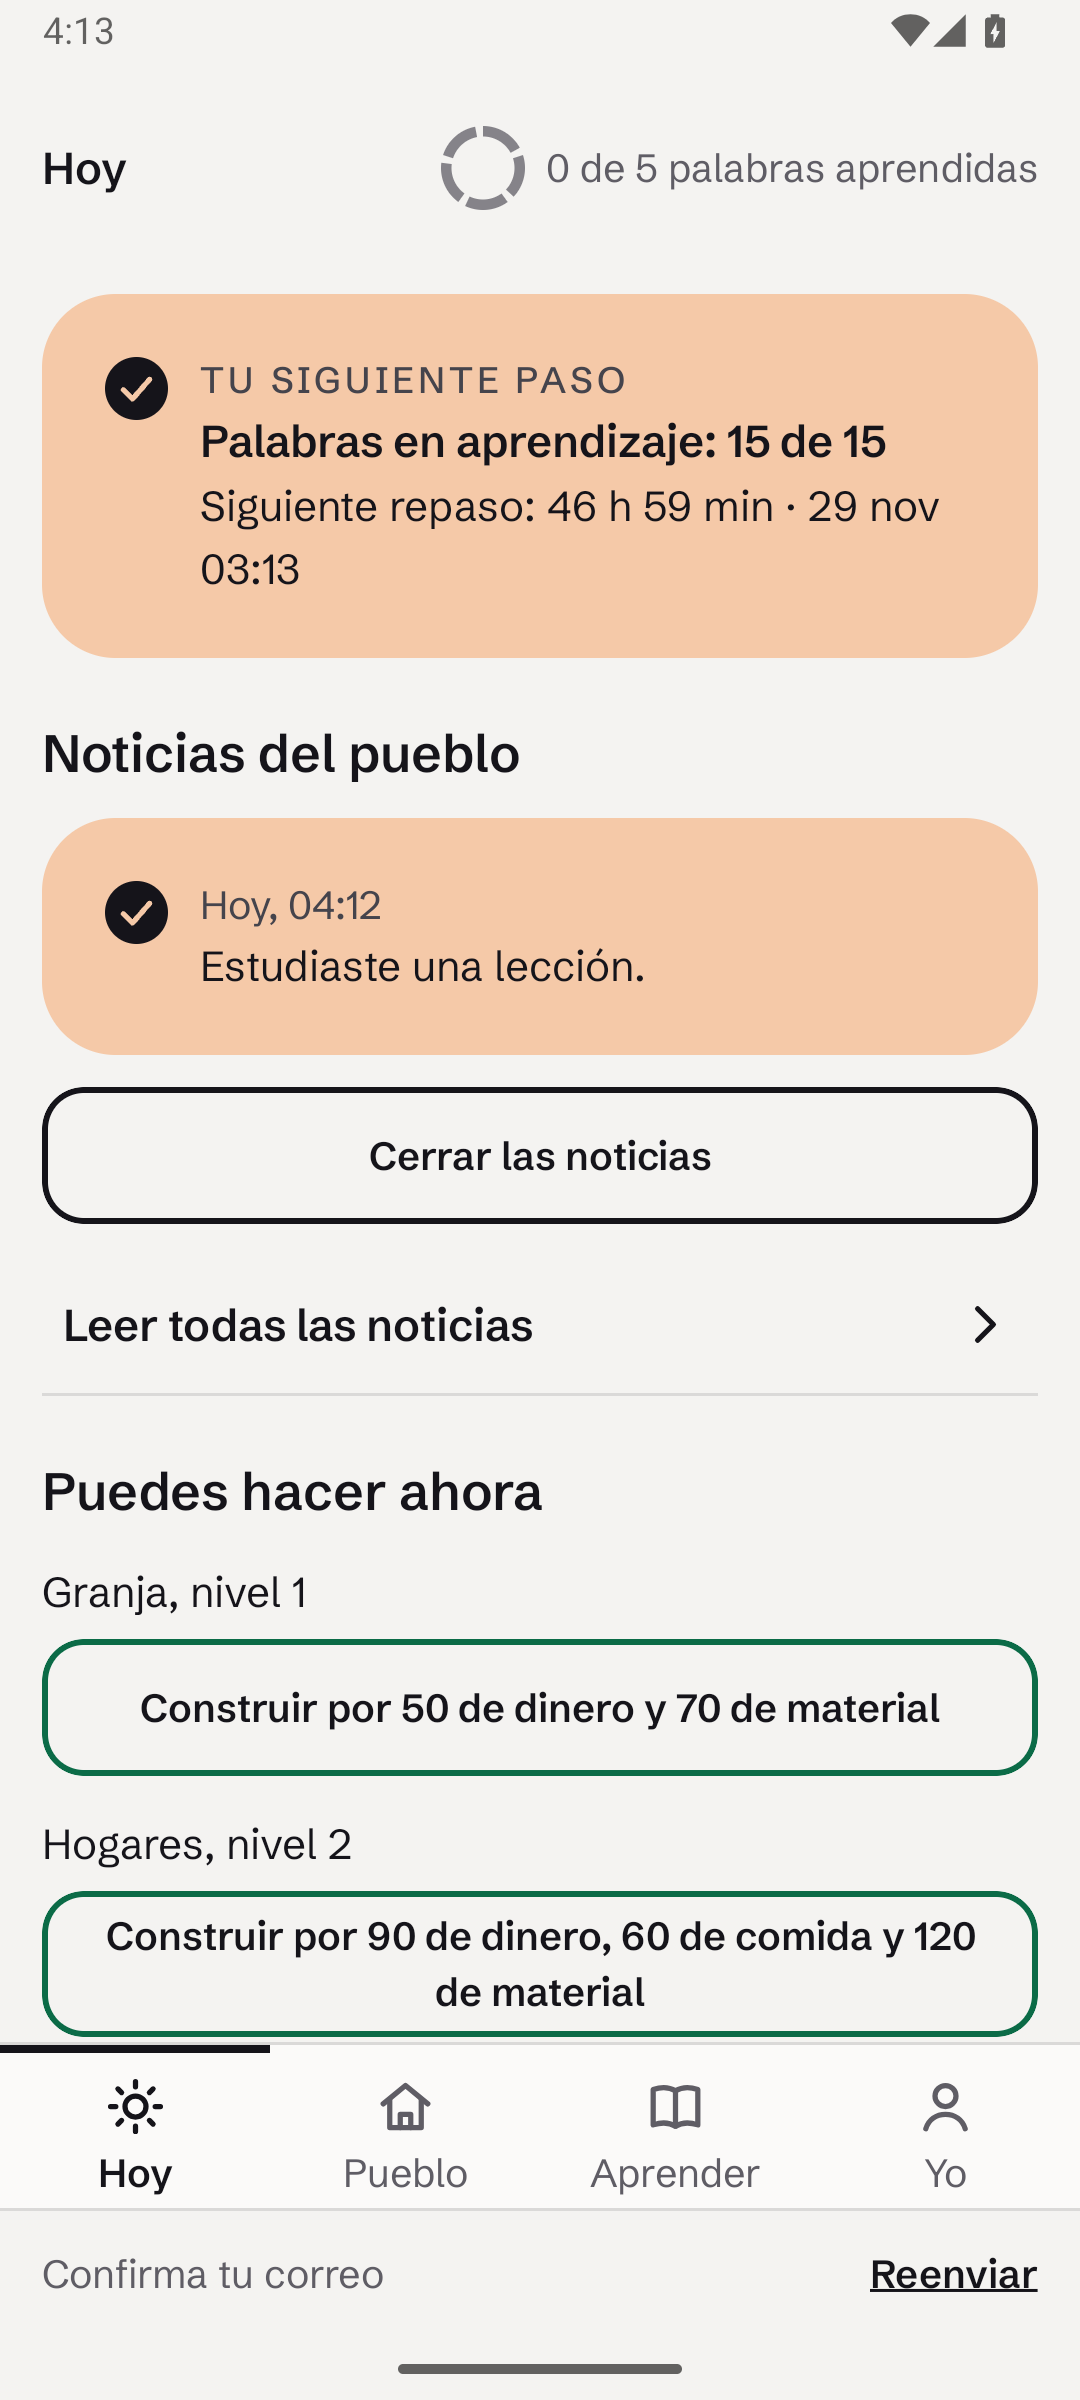 4:13
Hoy
0 de 5 palabras aprendidas
TU SIGUIENTE PASO
Palabras en aprendizaje: 15 de 15
Siguiente repaso: 46 h 59 min · 29 nov
03:13
Noticias del pueblo
Hoy, 04:12
Estudiaste una lección.
Cerrar las noticias
Leer todas las noticias
Puedes hacer ahora
Granja, nivel 1
Construir por 50 de dinero y 70 de material
Hogares, nivel 2
Construir por 90 de dinero, 60 de comida y 120
de material
Hoy
Pueblo
Aprender
Yo
Confirma tu correo
Reenviar